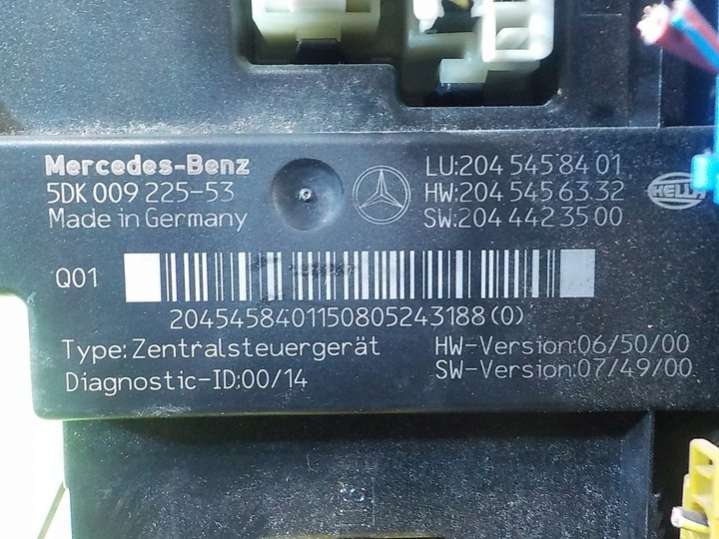 Mercedes-Benz
5DK 009 225-53
Made in Germany
LU:204 545 84 01
HW:204 545 63 32
SW:204 442 35 00
HELLA
Q01
2045458401150805243188(0)
Type:Zentralsteuergerät
Diagnostic-ID:00/14
HW-Version:06/50/00
SW-Version:07/49/00